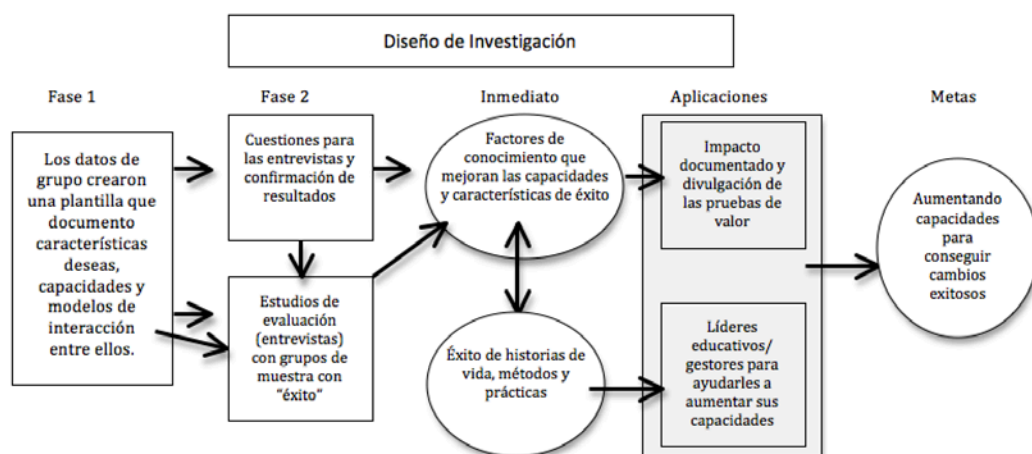 Diseño de Investigación
Fase 1
Fase 2
Inmediato
Aplicaciones
Metas
Los datos de
grupo crearon
una plantilla que
documento
características
deseas,
capacidades y
modelos de
interacción
entre ellos.
Cuestiones para
las entrevistas y
confirmación de
resultados
Estudios de
evaluación
(entrevistas)
con grupos de
muestra con
“éxito”
Factores de
conocimiento que
mejoran las capacidades
y características de éxito
Éxito de historias de
vida, métodos y
prácticas
Impacto
documentado y
divulgación de
las pruebas de
valor
Líderes
educativos/
gestores para
ayudarles a
aumentar sus
capacidades
Aumentando
capacidades
para
conseguir
cambios
exitosos